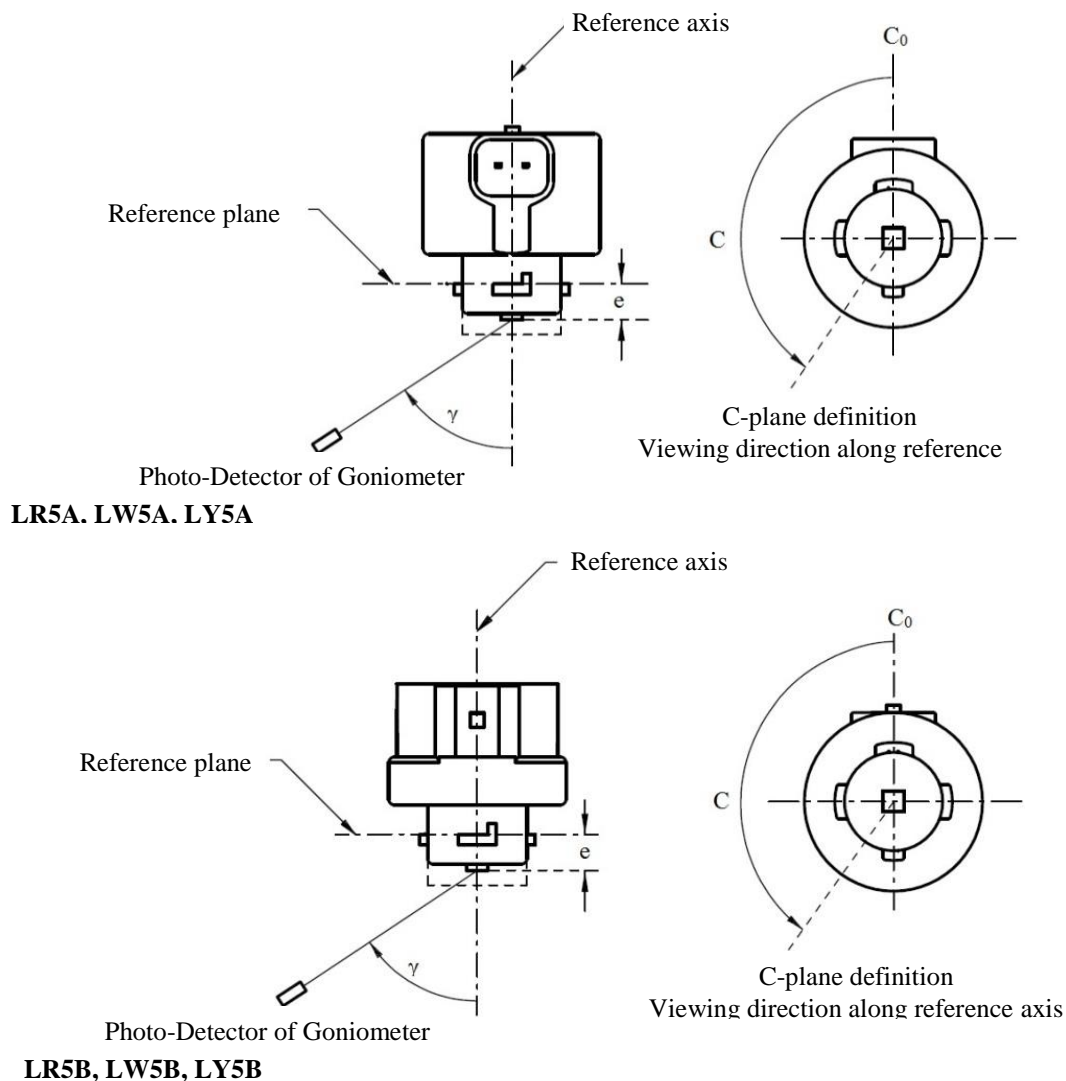 Reference axis
C₀
Reference plane
C
e
γ
C-plane definition
Viewing direction along reference
Photo-Detector of Goniometer
LR5A, LW5A, LY5A
Reference axis
C₀
Reference plane
C
e
γ
C-plane definition
Viewing direction along reference axis
Photo-Detector of Goniometer
LR5B, LW5B, LY5B